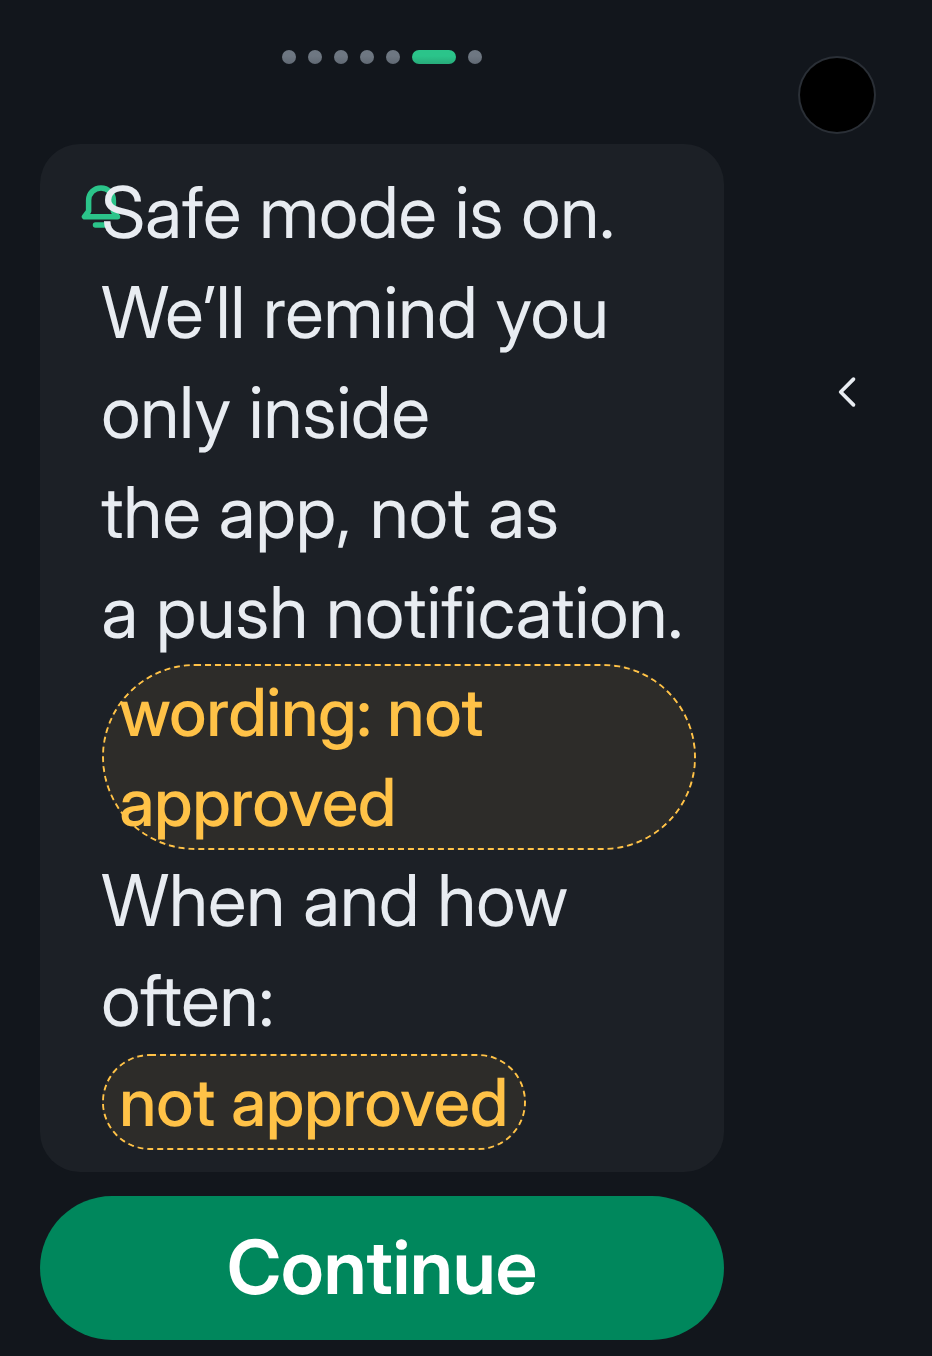 Safe mode is on.
We’ll remind you
only inside
the app, not as
a push notification.
wording: not
approved
When and how
often:
not approved
Continue